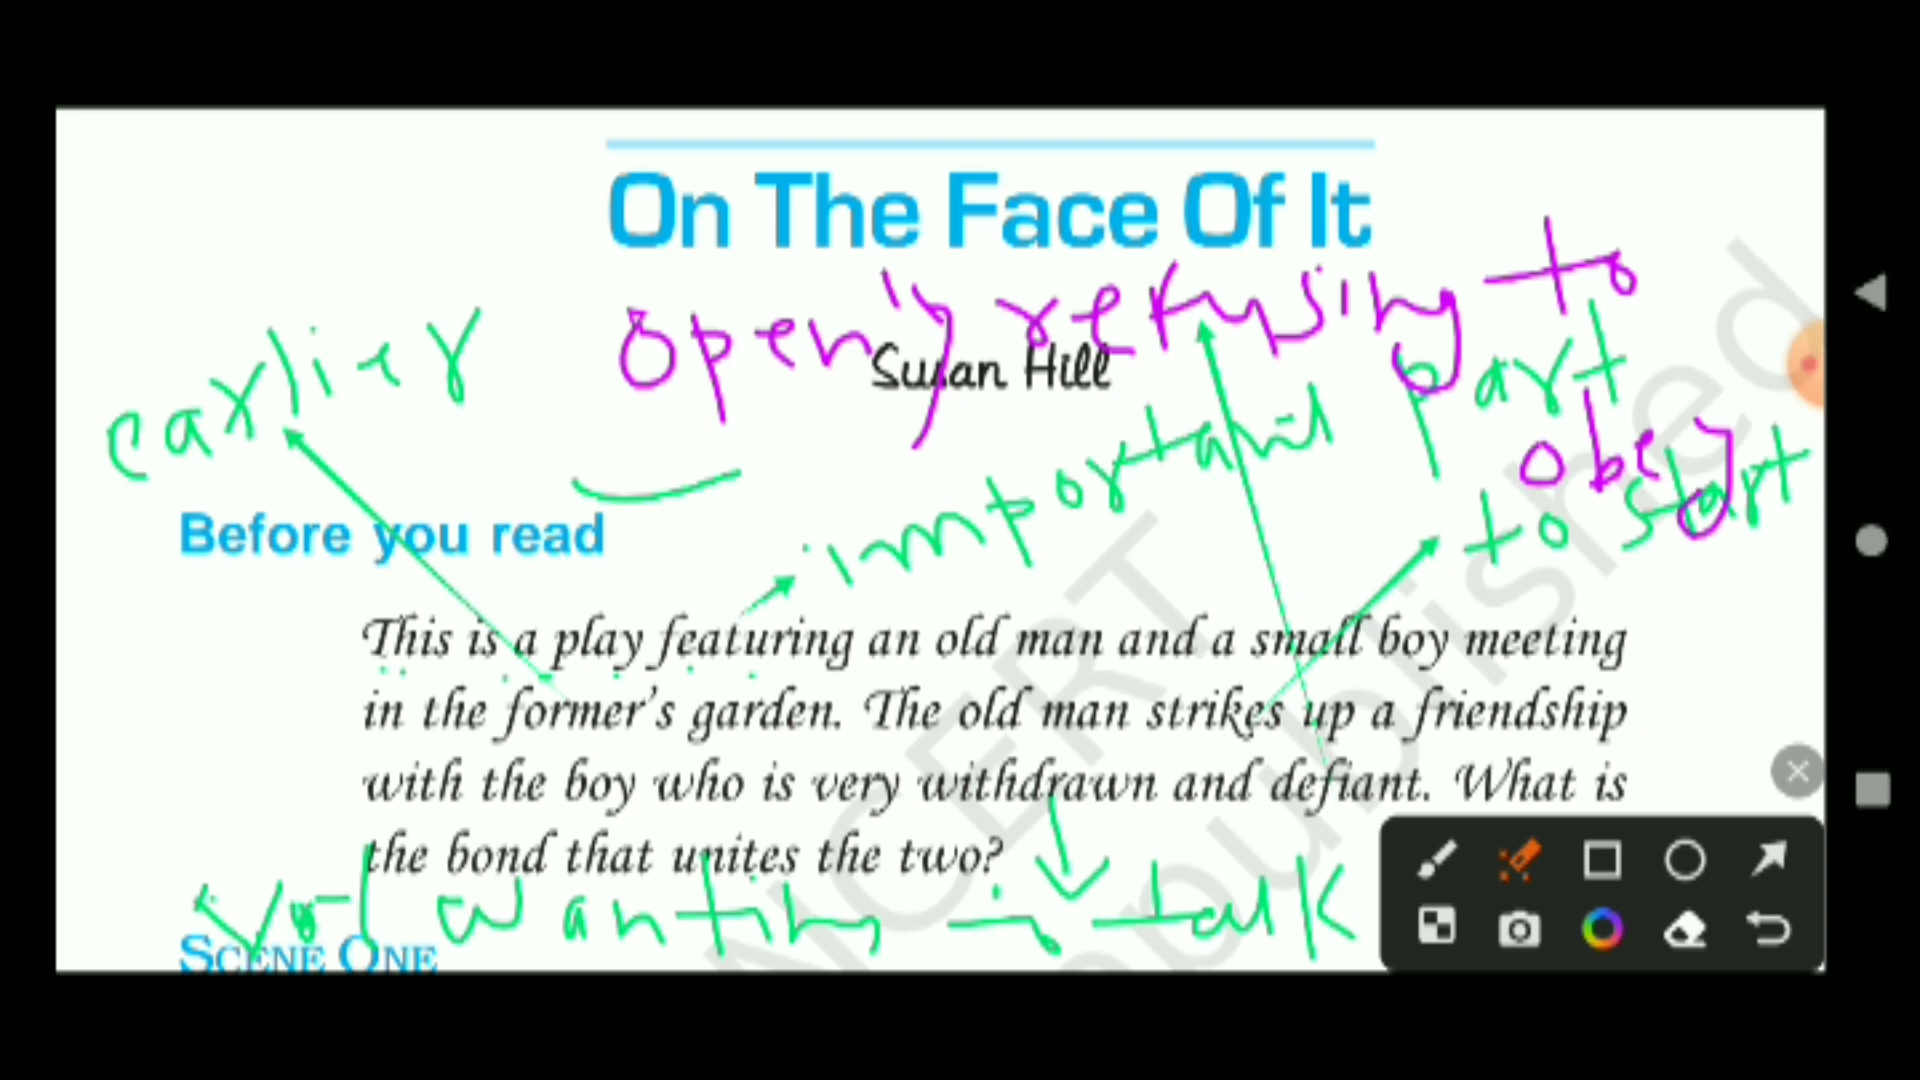 On The Face Of It
openly refusing to
earlier
Susan Hill
important part
obey
to start
Before you read
This is a play featuring an old man and a small boy meeting
in the former's garden. The old man strikes up a friendship
with the boy who is very withdrawn and defiant. What is
the bond that unites the two?
Not wanting to talk
SCENE ONE
NCERT
republished